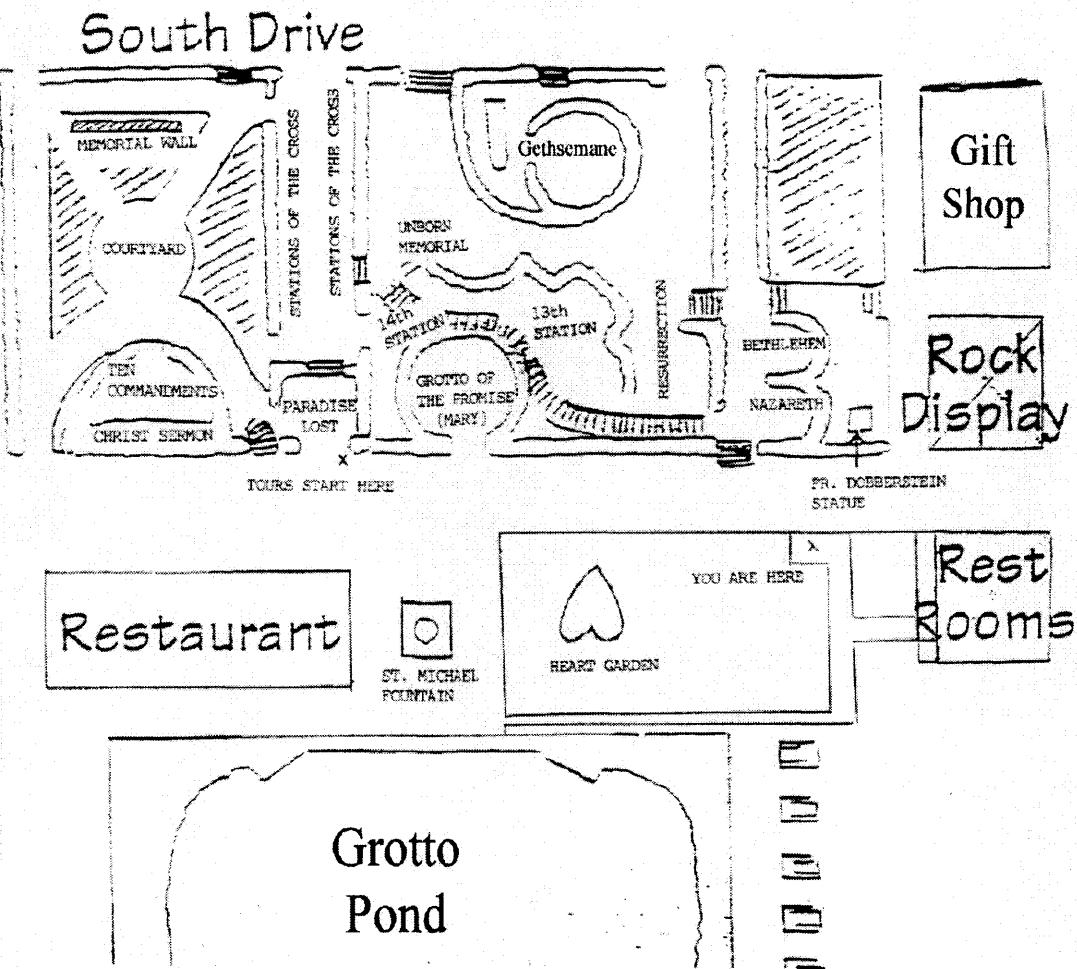 South Drive
MEMORIAL WALL
STATIONS OF THE CROSS
STATIONS OF THE CROSS
Gethsemane
Gift
Shop
COURTYARD
UNBORN
MEMORIAL
14th
STATION
13th
STATION
RESURRECTION
BETHLEHEM
NAZARETH
Rock
Display
TEN
COMMANDMENTS
CHRIST SERMON
PARADISE
LOST
GROTTO OF
THE PROMISE
(MARY)
x
TOURS START HERE
FR. DOBBERSTEIN
STATUE
x
YOU ARE HERE
Rest
Rooms
Restaurant
ST. MICHAEL
FOUNTAIN
HEART GARDEN
Grotto
Pond